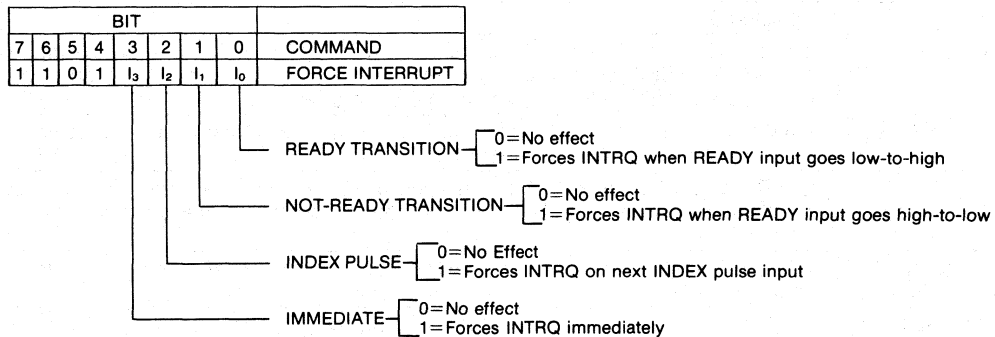 BIT
7 6 5 4 3 2 1 0 COMMAND
1 1 0 1 I₃ I₂ I₁ I₀ FORCE INTERRUPT
READY TRANSITION 0=No effect
1=Forces INTRQ when READY input goes low-to-high
NOT-READY TRANSITION 0=No effect
1=Forces INTRQ when READY input goes high-to-low
INDEX PULSE 0=No Effect
1=Forces INTRQ on next INDEX pulse input
IMMEDIATE 0=No effect
1=Forces INTRQ immediately